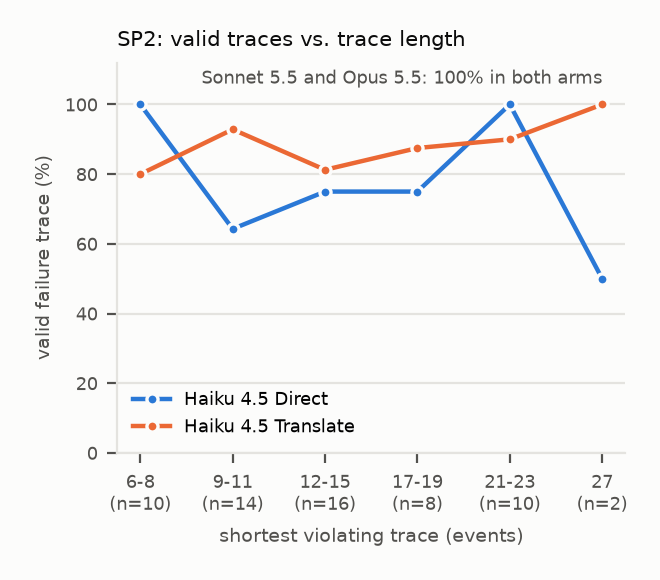 SP2: valid traces vs. trace length
Sonnet 5.5 and Opus 5.5: 100% in both arms
valid failure trace (%)
100
80
60
40
20
0
Haiku 4.5 Direct
Haiku 4.5 Translate
6-8 9-11 12-15 17-19 21-23 27
(n=10) (n=14) (n=16) (n=8) (n=10) (n=2)
shortest violating trace (events)